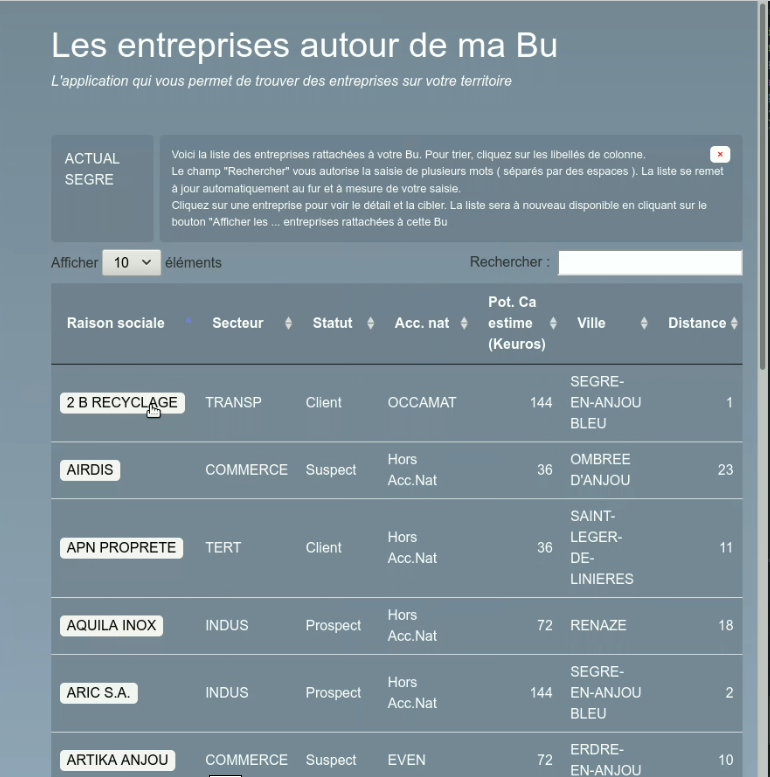 Les entreprises autour de ma Bu
L'application qui vous permet de trouver des entreprises sur votre territoire
ACTUAL
SEGRE
Voici la liste des entreprises rattachées à votre Bu. Pour trier, cliquez sur les libellés de colonne.
Le champ "Rechercher" vous autorise la saisie de plusieurs mots ( séparés par des espaces ). La liste se remet
à jour automatiquement au fur et à mesure de votre saisie.
Cliquez sur une entreprise pour voir le détail et la cibler. La liste sera à nouveau disponible en cliquant sur le
bouton "Afficher les ... entreprises rattachées à cette Bu
×
Afficher 10 éléments
Rechercher :
Raison sociale Secteur Statut Acc. nat Pot. Ca
estime
(Keuros) Ville Distance
2 B RECYCLAGE TRANSP Client OCCAMAT 144 SEGRE-
EN-ANJOU
BLEU 1
AIRDIS COMMERCE Suspect Hors
Acc.Nat 36 OMBREE
D'ANJOU 23
APN PROPRETE TERT Client Hors
Acc.Nat 36 SAINT-
LEGER-
DE-
LINIERES 11
AQUILA INOX INDUS Prospect Hors
Acc.Nat 72 RENAZE 18
ARIC S.A. INDUS Prospect Hors
Acc.Nat 144 SEGRE-
EN-ANJOU
BLEU 2
ARTIKA ANJOU COMMERCE Suspect EVEN 72 ERDRE-
EN-ANJOU 10